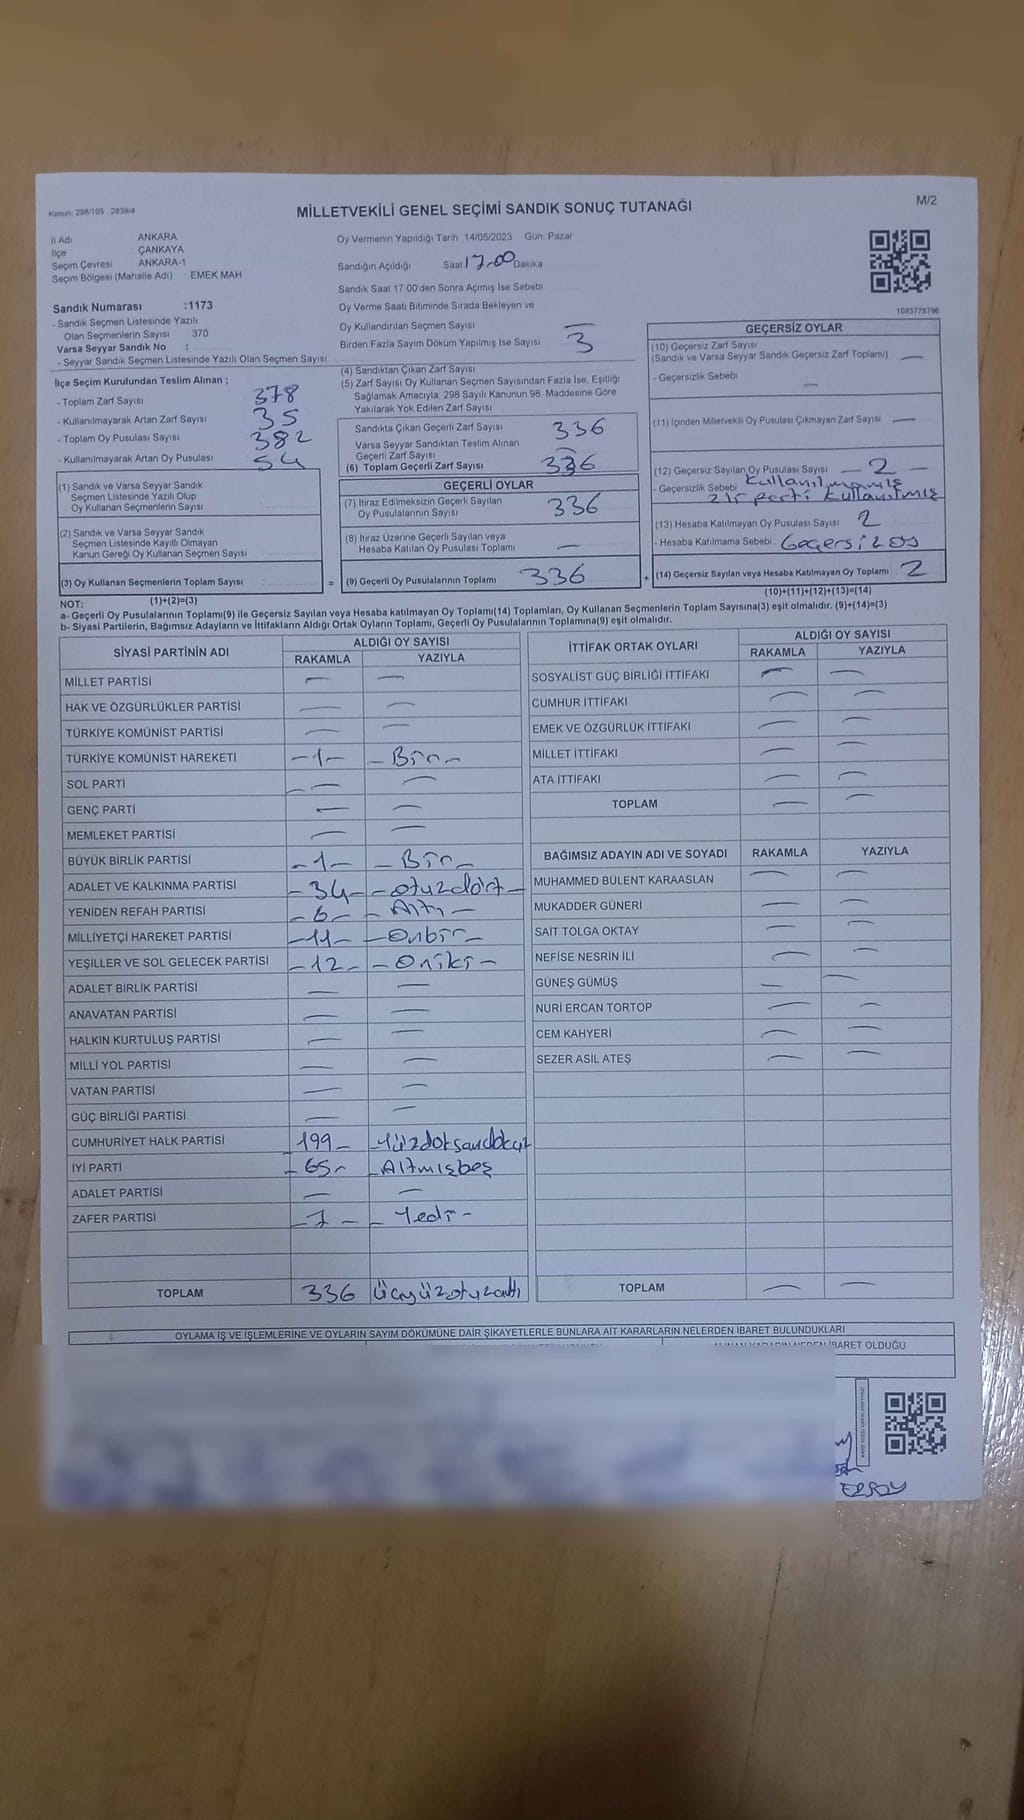 Kanun: 298/105 , 2839/4
MİLLETVEKİLİ GENEL SEÇİMİ SANDIK SONUÇ TUTANAĞI
M/2
İl Adı ANKARA
İlçe ÇANKAYA
Seçim Çevresi ANKARA-1
Seçim Bölgesi (Mahalle Adı) EMEK MAH
Sandık Numarası :1173
- Sandık Seçmen Listesinde Yazılı
Olan Seçmenlerin Sayısı 370
Varsa Seyyar Sandık No :
- Seyyar Sandık Seçmen Listesinde Yazılı Olan Seçmen Sayısı
Oy Vermenin Yapıldığı Tarih 14/05/2023 Gün: Pazar
Sandığın Açıldığı Saat 17.00 Dakika
Sandık Saat 17:00'den Sonra Açımış İse Sebebi
Oy Verme Saati Bitiminde Sırada Bekleyen ve
Oy Kullandırılan Seçmen Sayısı —
Birden Fazla Sayım Döküm Yapılmış İse Sayısı 3
1083778796
İlçe Seçim Kurulundan Teslim Alınan ;
- Toplam Zarf Sayısı 378
- Kullanılmayarak Artan Zarf Sayısı 35
- Toplam Oy Pusulası Sayısı 382
- Kullanılmayarak Artan Oy Pusulası 54
(1) Sandık ve Varsa Seyyar Sandık
Seçmen Listesinde Yazılı Olup
Oy Kullanan Seçmenlerin Sayısı
(2) Sandık ve Varsa Seyyar Sandık
Seçmen Listesinde Kayıtlı Olmayan
Kanun Gereği Oy Kullanan Seçmen Sayısı
(3) Oy Kullanan Seçmenlerin Toplam Sayısı =
(1)+(2)=(3)
(4) Sandıktan Çıkan Zarf Sayısı
(5) Zarf Sayısı Oy Kullanan Seçmen Sayısından Fazla İse, Eşitliği
Sağlamak Amacıyla, 298 Sayılı Kanunun 98. Maddesine Göre
Yakılarak Yok Edilen Zarf Sayısı
Sandıkta Çıkan Geçerli Zarf Sayısı 336
Varsa Seyyar Sandıktan Teslim Alınan
Geçerli Zarf Sayısı —
(6) Toplam Geçerli Zarf Sayısı 336
GEÇERLİ OYLAR
(7) İtiraz Edilmeksizin Geçerli Sayılan
Oy Pusulalarının Sayısı 336
(8) İtiraz Üzerine Geçerli Sayılan veya
Hesaba Katılan Oy Pusulası Toplamı —
(9) Geçerli Oy Pusulalarının Toplamı 336 +
GEÇERSİZ OYLAR
(10) Geçersiz Zarf Sayısı
(Sandık ve Varsa Seyyar Sandık Geçersiz Zarf Toplamı) —
- Geçersizlik Sebebi —
(11) İçinden Milletvekili Oy Pusulası Çıkmayan Zarf Sayısı —
(12) Geçersiz Sayılan Oy Pusulası Sayısı — 2 —
- Geçersizlik Sebebi Kullanılmamış
parti kullanılmış
(13) Hesaba Katılmayan Oy Pusulası Sayısı 2
- Hesaba Katılmama Sebebi : Geçersiz oy
(14) Geçersiz Sayılan veya Hesaba Katılmayan Oy Toplamı 2
(10)+(11)+(12)+(13)=(14)
NOT:
a- Geçerli Oy Pusulalarının Toplamı(9) ile Geçersiz Sayılan veya Hesaba katılmayan Oy Toplamı(14) Toplamları, Oy Kullanan Seçmenlerin Toplam Sayısına(3) eşit olmalıdır. (9)+(14)=(3)
b- Siyasi Partilerin, Bağımsız Adayların ve İttifakların Aldığı Ortak Oyların Toplamı, Geçerli Oy Pusulalarının Toplamına(9) eşit olmalıdır.
SİYASİ PARTİNİN ADI ALDIĞI OY SAYISI
RAKAMLA YAZIYLA
MİLLET PARTİSİ — —
HAK VE ÖZGÜRLÜKLER PARTİSİ — —
TÜRKİYE KOMÜNİST PARTİSİ — —
TÜRKİYE KOMÜNİST HAREKETİ -1- - Bir -
SOL PARTİ — —
GENÇ PARTİ — —
MEMLEKET PARTİSİ — —
BÜYÜK BİRLİK PARTİSİ -1- - Bir -
ADALET VE KALKINMA PARTİSİ -34- - otuzdört -
YENİDEN REFAH PARTİSİ -6- - Altı -
MİLLİYETÇİ HAREKET PARTİSİ -11- - Onbir -
YEŞİLLER VE SOL GELECEK PARTİSİ -12- - Oniki -
ADALET BİRLİK PARTİSİ — —
ANAVATAN PARTİSİ — —
HALKIN KURTULUŞ PARTİSİ — —
MİLLİ YOL PARTİSİ — —
VATAN PARTİSİ — —
GÜÇ BİRLİĞİ PARTİSİ — —
CUMHURİYET HALK PARTİSİ 199- -Yüzdoksandokuz
İYİ PARTİ -65- -Altmışbeş
ADALET PARTİSİ — —
ZAFER PARTİSİ -7- - Yedi -
TOPLAM 336 Üçyüzotuzaltı
İTTİFAK ORTAK OYLARI ALDIĞI OY SAYISI
RAKAMLA YAZIYLA
SOSYALİST GÜÇ BİRLİĞİ İTTİFAKI — —
CUMHUR İTTİFAKI — —
EMEK VE ÖZGÜRLÜK İTTİFAKI — —
MİLLET İTTİFAKI — —
ATA İTTİFAKI — —
TOPLAM — —
BAĞIMSIZ ADAYIN ADI VE SOYADI RAKAMLA YAZIYLA
MUHAMMED BÜLENT KARAASLAN — —
MUKADDER GÜNERİ — —
SAİT TOLGA OKTAY — —
NEFİSE NESRİN İLİ — —
GÜNEŞ GÜMÜŞ — —
NURİ ERCAN TORTOP — —
CEM KAHYERİ — —
SEZER ASİL ATEŞ — —
TOPLAM — —
OYLAMA İŞ VE İŞLEMLERİNE VE OYLARIN SAYIM DÖKÜMÜNE DAİR ŞİKAYETLERLE BUNLARA AİT KARARLARIN NELERDEN İBARET BULUNDUKLARI
İBARET OLDUĞU
ERSOY